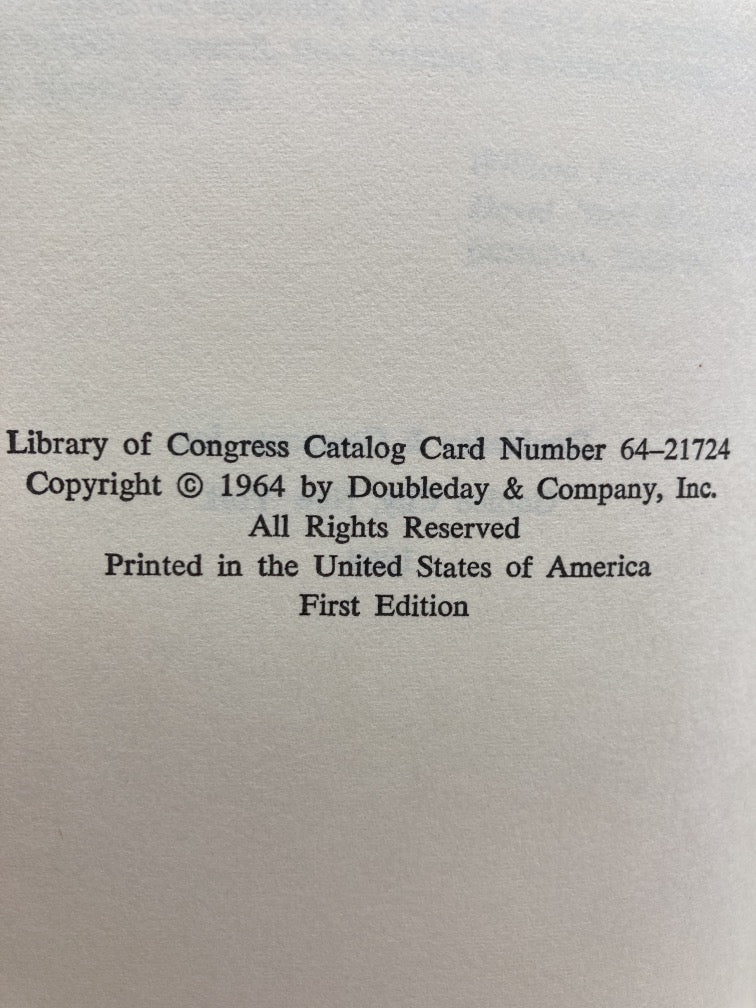 Library of Congress Catalog Card Number 64–21724
Copyright © 1964 by Doubleday & Company, Inc.
All Rights Reserved
Printed in the United States of America
First Edition